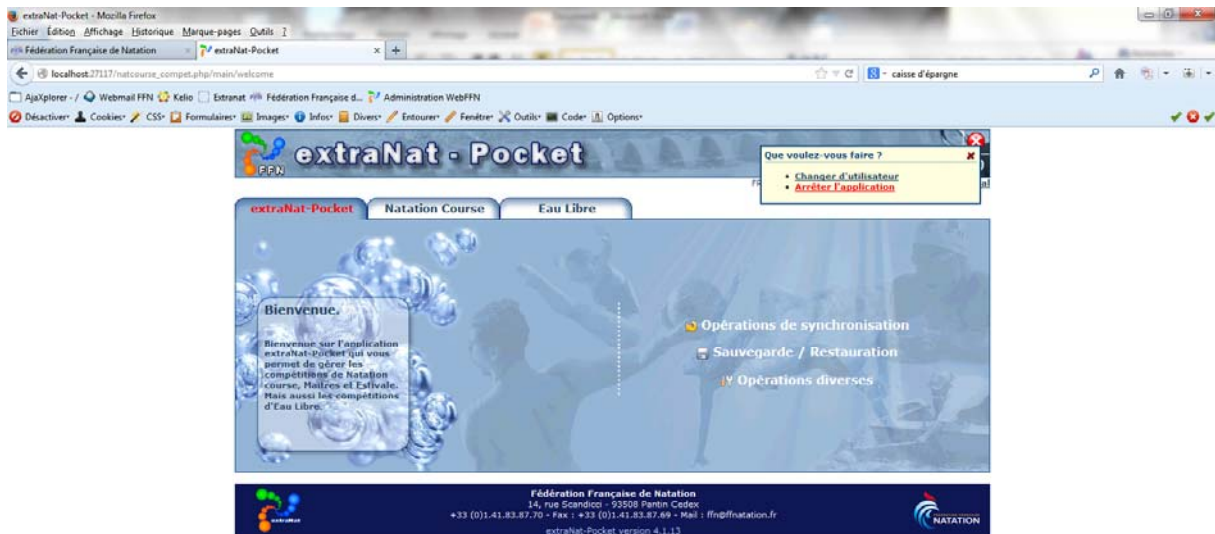 extraNat-Pocket - Mozilla Firefox
Fichier Édition Affichage Historique Marque-pages Outils ?
Fédération Française de Natation × extraNat-Pocket × +
localhost:27117/natcourse_compet.php/main/welcome caisse d'épargne
AjaXplorer - / Webmail FFN Kelio Extranat Fédération Française d... Administration WebFFN
Désactiver Cookies CSS Formulaires Images Infos Divers Entourer Fenêtre Outils Code Options
extraNat - Pocket
FFN
Que voulez-vous faire ?
• Changer d'utilisateur
• Arrêter l'application
extraNat-Pocket Natation Course Eau Libre
Bienvenue.
Bienvenue sur l'application
extraNat-Pocket qui vous
permet de gérer les
compétitions de Natation
course, Maîtres et Estivale.
Mais aussi les compétitions
d'Eau Libre.
Opérations de synchronisation
Sauvegarde / Restauration
Opérations diverses
Fédération Française de Natation
14, rue Scandicci - 93508 Pantin Cedex
+33 (0)1.41.83.87.70 - Fax : +33 (0)1.41.83.87.69 - Mail : ffn@ffnatation.fr
extraNat-Pocket version 4.1.13
extraNat
NATATION